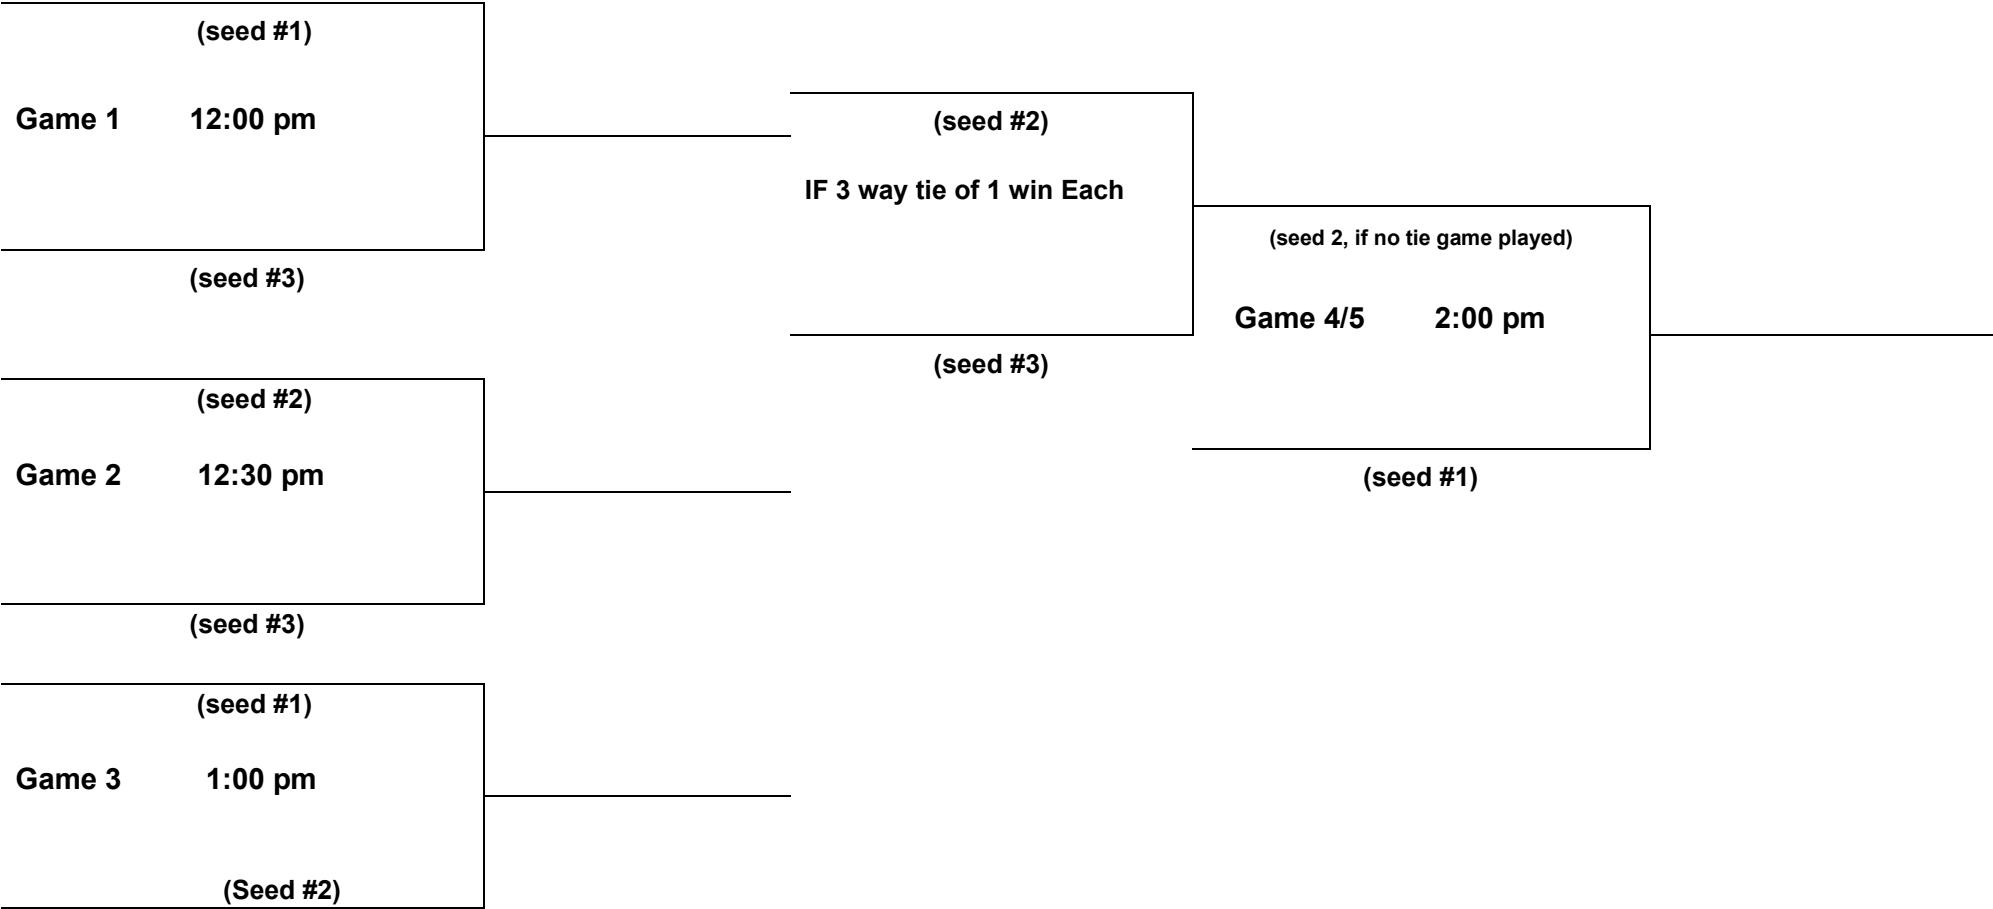 (seed #1)
Game 1 12:00 pm
(seed #3)
(seed #2)
IF 3 way tie of 1 win Each
(seed #3)
(seed 2, if no tie game played)
Game 4/5 2:00 pm
(seed #1)
(seed #2)
Game 2 12:30 pm
(seed #3)
(seed #1)
Game 3 1:00 pm
(Seed #2)